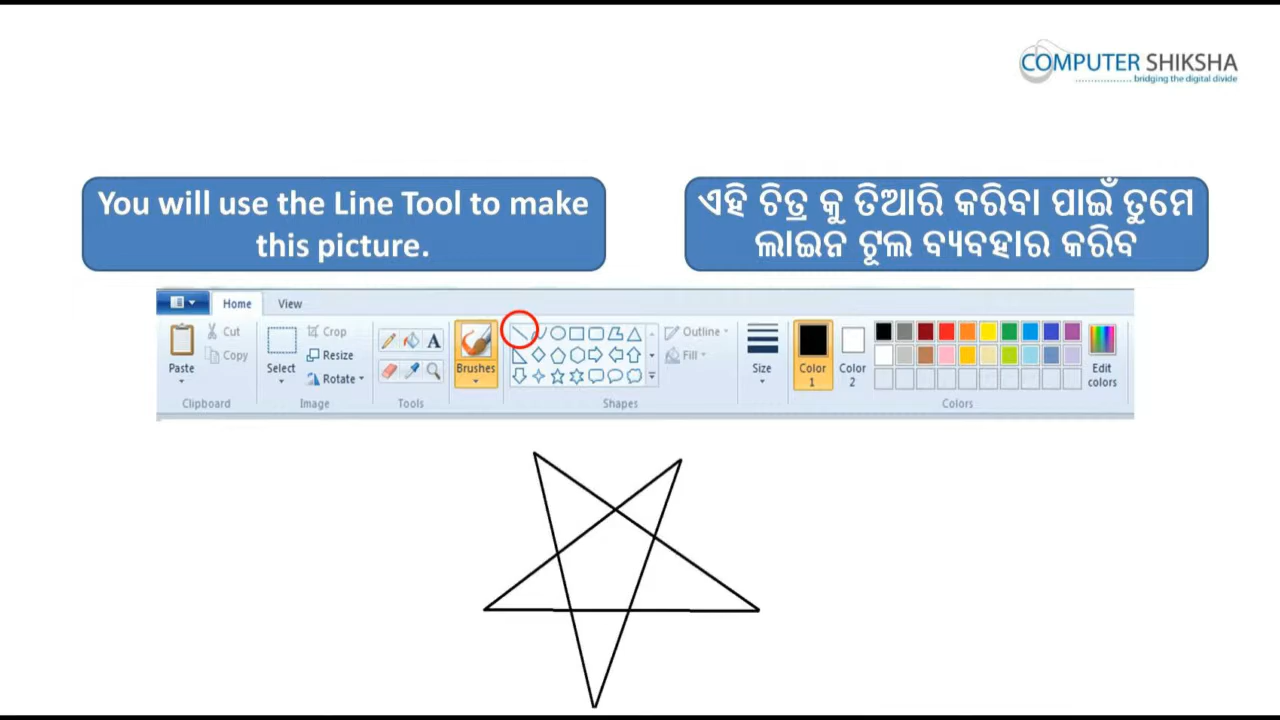 COMPUTER SHIKSHA
bridging the digital divide
You will use the Line Tool to make
this picture.
ଏହି ଚିତ୍ର କୁ ତିଆରି କରିବା ପାଇଁ ତୁମେ
ଲାଇନ ଟୂଲ ବ୍ୟବହାର କରିବ
Home View
Cut Crop Outline
Copy Resize Fill
Paste Select Rotate A Brushes Size Color 1 Color 2 Edit colors
Clipboard Image Tools Shapes Colors